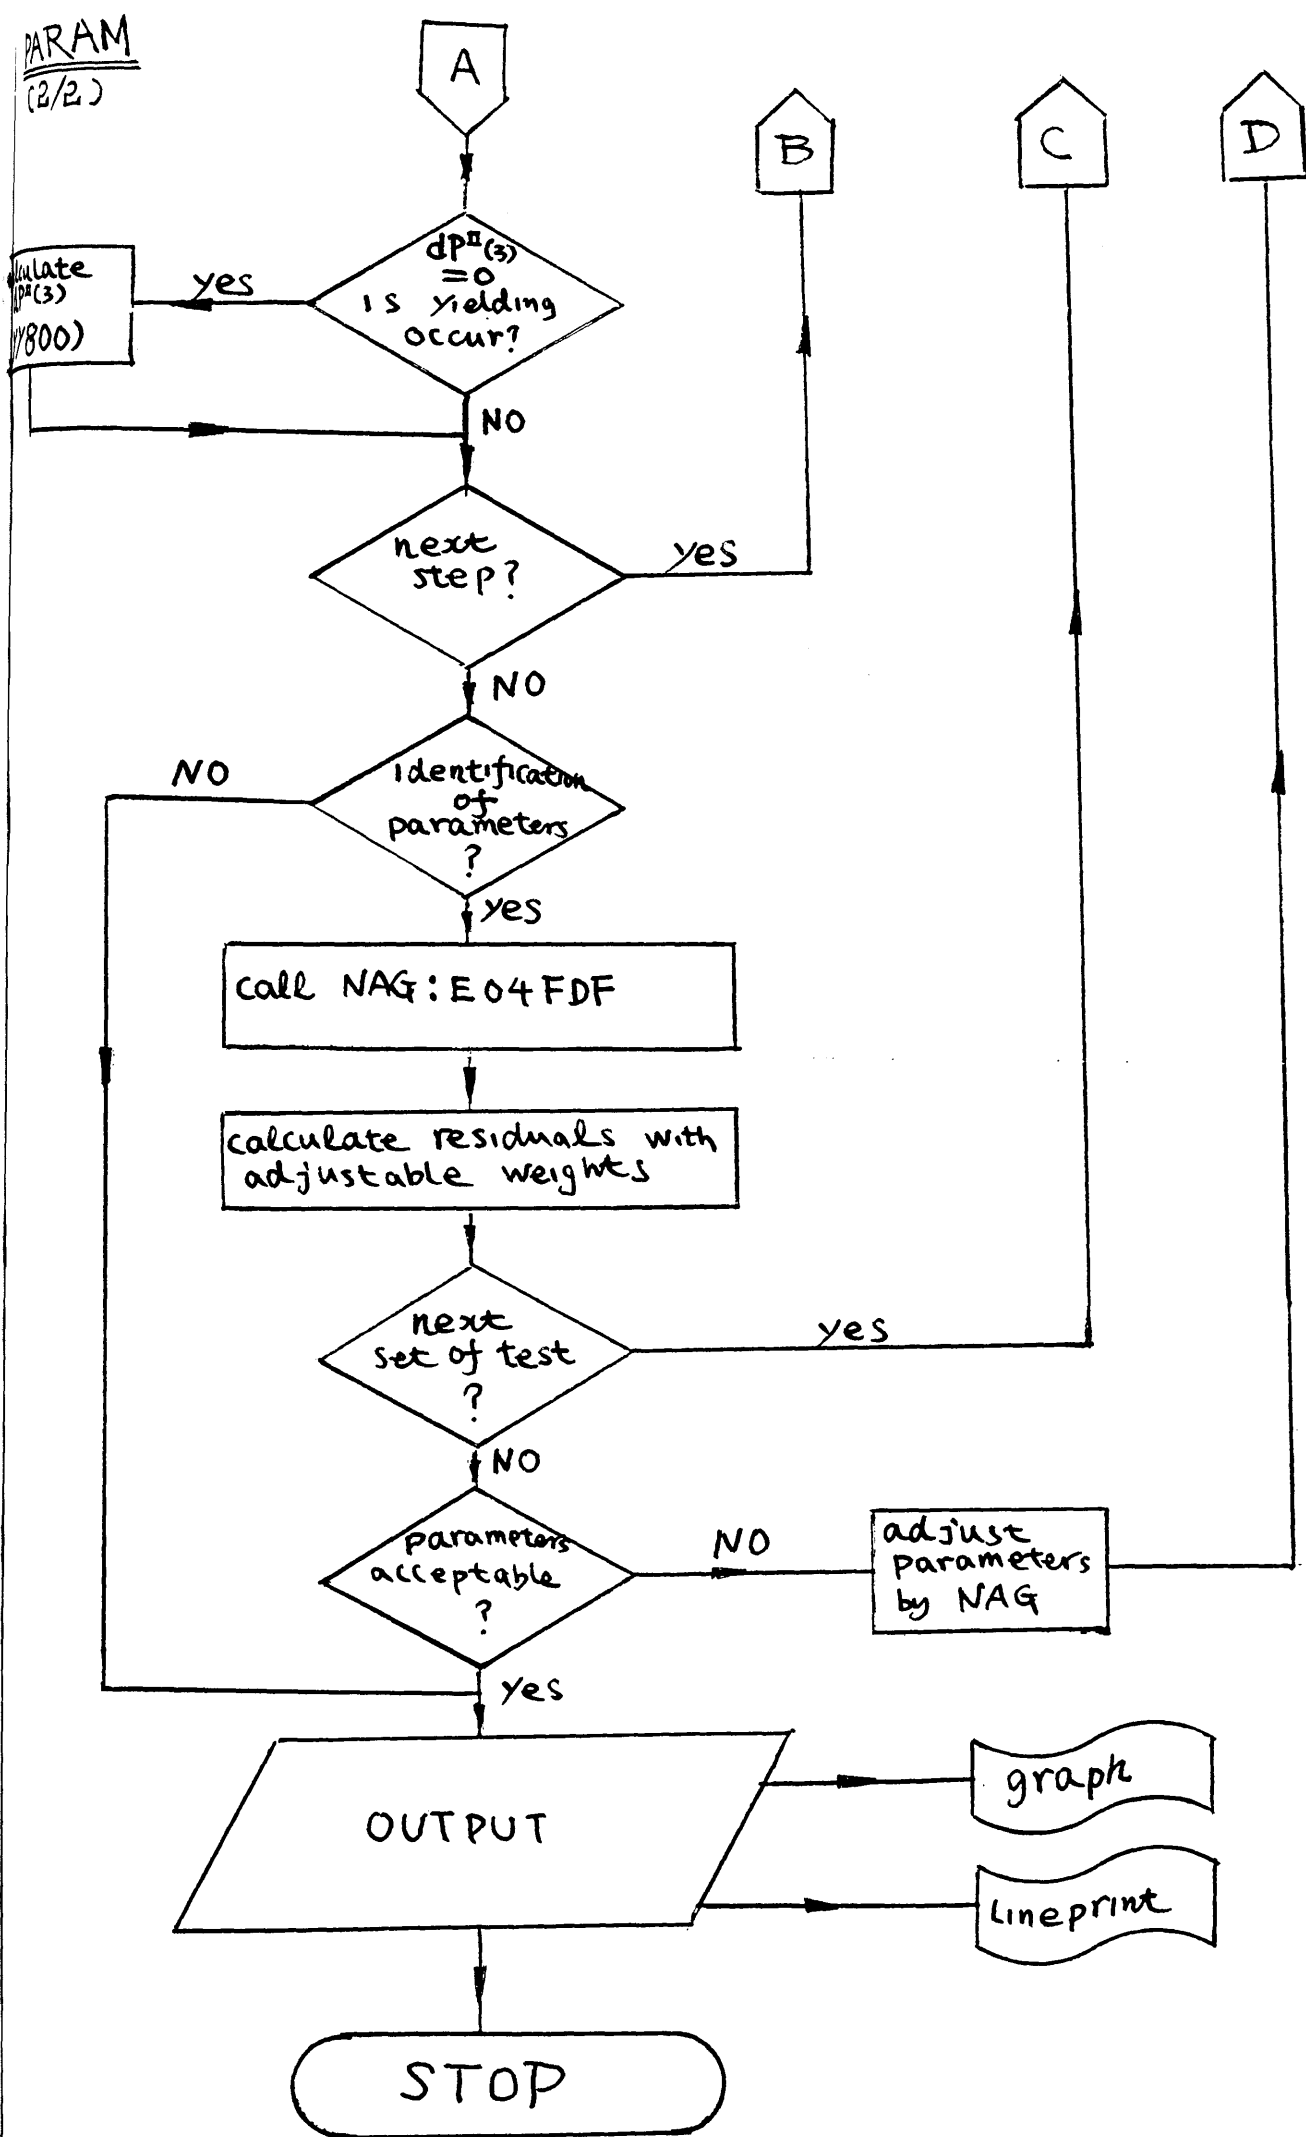 PARAM
(2/2)
A
B
C
D
dPᴵᴵ(3)
=0
is yielding
occur?
yes
(3)
800)
NO
next
step?
yes
NO
identification
of
parameters
?
NO
yes
call NAG:E04FDF
calculate residuals with
adjustable weights
next
set of test
?
yes
NO
parameters
acceptable
?
NO
adjust
parameters
by NAG
yes
OUTPUT
graph
Lineprint
STOP